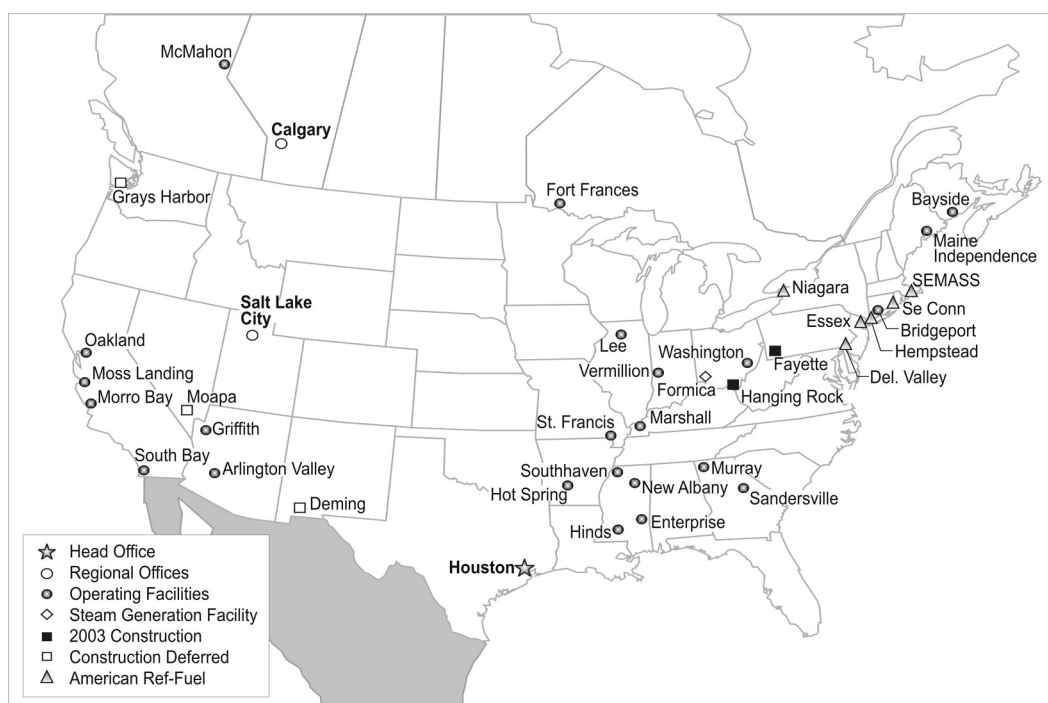 McMahon
Calgary
Grays Harbor
Fort Frances
Bayside
Maine
Independence
Niagara
SEMASS
Se Conn
Essex
Bridgeport
Hempstead
Del. Valley
Salt Lake
City
Oakland
Moss Landing
Morro Bay
Moapa
Griffith
South Bay
Arlington Valley
Deming
Lee
Vermillion
Washington
Fayette
Formica
Hanging Rock
St. Francis
Marshall
Southhaven
Hot Spring
New Albany
Murray
Sandersville
Hinds
Enterprise
Houston
Head Office
Regional Offices
Operating Facilities
Steam Generation Facility
2003 Construction
Construction Deferred
American Ref-Fuel